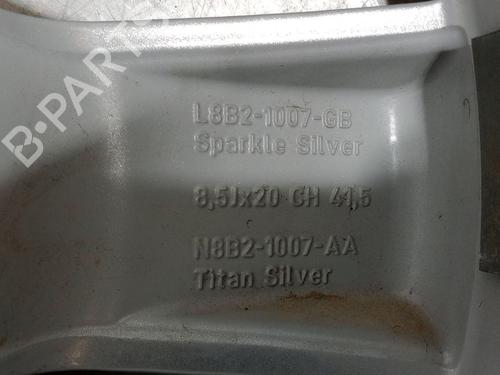 L8B2-1007-GB
Sparkle Silver
8,5Jx20 CH 41,5
N8B2-1007-AA
Titan Silver
B-PARTS